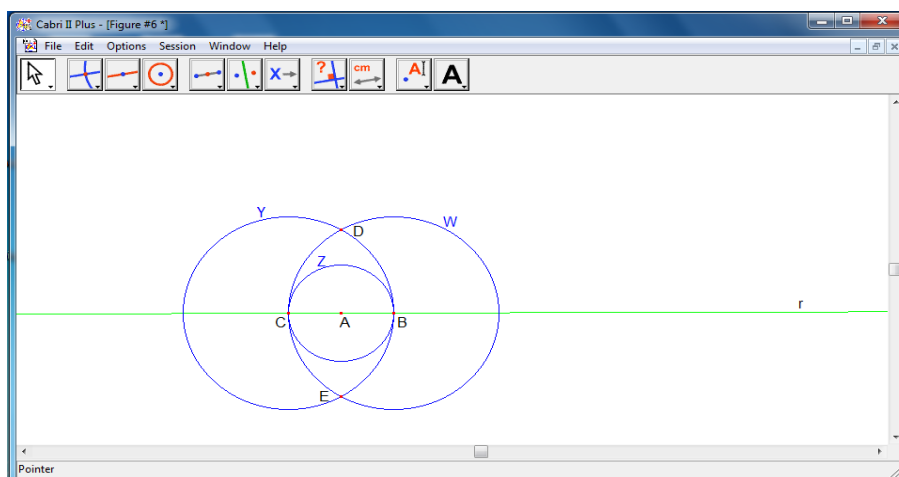 Cabri II Plus - [Figure #6 *]
File Edit Options Session Window Help
? cm A A
X
Y
W
D
Z
r
C A B
E
Pointer